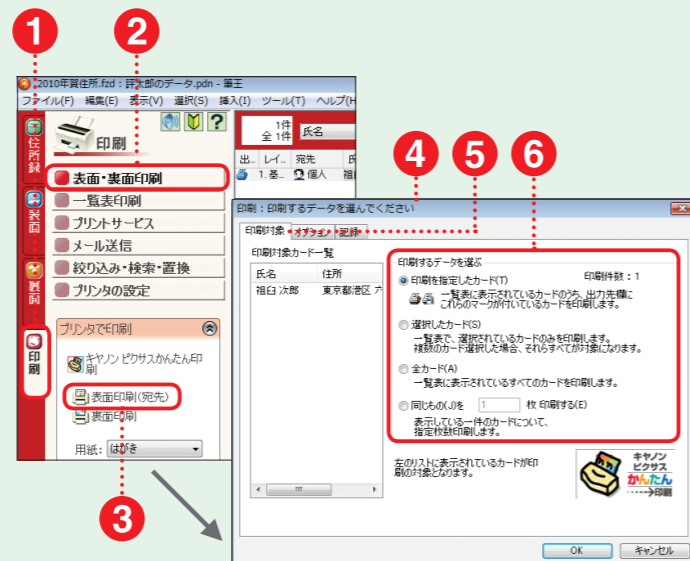 1
2
2010年賀住所.fzd : 評太郎のデータ.pdn - 筆王
ファイル(F) 編集(E) 表示(V) 選択(S) 挿入(I) ツール(T) ヘルプ(H
住所録
表面
裏面
印刷
印刷
?
表面・裏面印刷
一覧表印刷
プリントサービス
メール送信
絞り込み・検索・置換
プリンタの設定
プリンタで印刷
キヤノン ピクサスかんたん印
刷
表面印刷(宛先)
裏面印刷
用紙: はがき
3
1件
全 1件
氏名
出... レイ... 宛先 氏
1.基... 個人 祖
4
5
6
印刷 : 印刷するデータを選んでください
印刷対象 オプション 記録
印刷対象カード一覧
氏名 住所
祖臼 次郎 東京都港区 六
印刷するデータを選ぶ
印刷を指定したカード(T) 印刷件数 : 1
一覧表に表示されているカードのうち、出力先欄に
これらのマークが付いているカードを印刷します。
選択したカード(S)
一覧表で、選択されているカードのみを印刷します。
複数のカード選択した場合、それらすべてが対象になります。
全カード(A)
一覧表に表示されているすべてのカードを印刷します。
同じもの(J)を 1 枚 印刷する(E)
表示している一件のカードについて、
指定枚数印刷します。
左のリストに表示されているカードが印
刷の対象となります。
キヤノン
ピクサス
かんたん
印刷
OK キャンセル